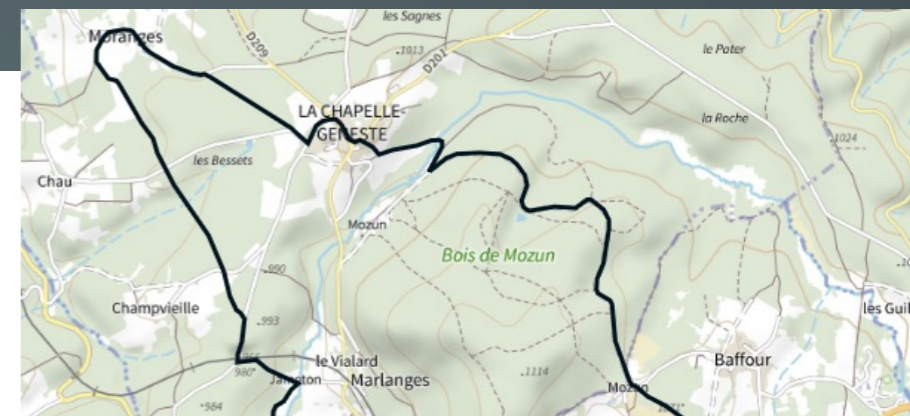 les Sagnes
Moranges
D209
1013
le Pater
D201
LA CHAPELLE-
GENESTE
la Roche
1024
les Bessets
Chau
Mozun
Bois de Mozun
990
Champvieille
les Guil
993
le Vialard
Baffour
980
Marlanges
1114
984